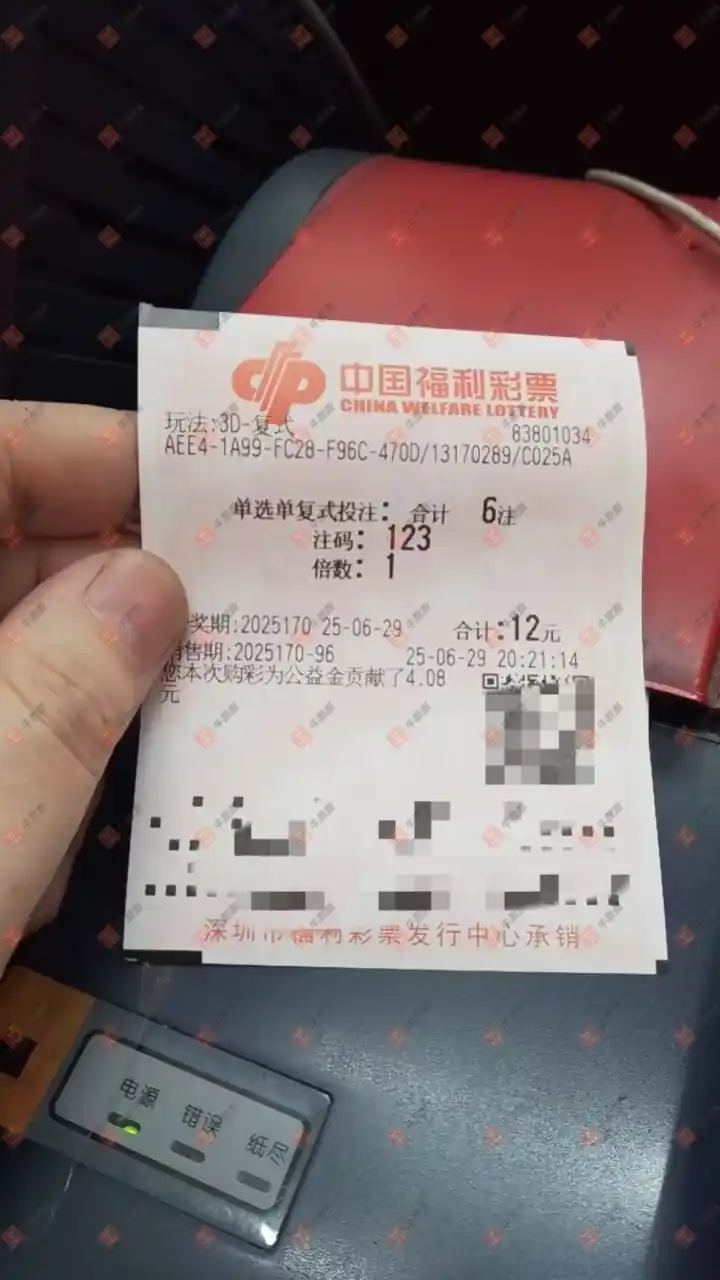 中国福利彩票
CHINA WELFARE LOTTERY
玩法:3D-复式
83801034
AEE4-1A99-FC28-F96C-470D/13170289/C025A
单选单复式投注: 合计 6注
注码: 123
倍数: 1
奖期:2025170 25-06-29 合计:12元
售期:2025170-96 25-06-29 20:21:14
您本次购彩为公益金贡献了4.08
元
深圳市福利彩票发行中心承销
电源 错误 纸尽